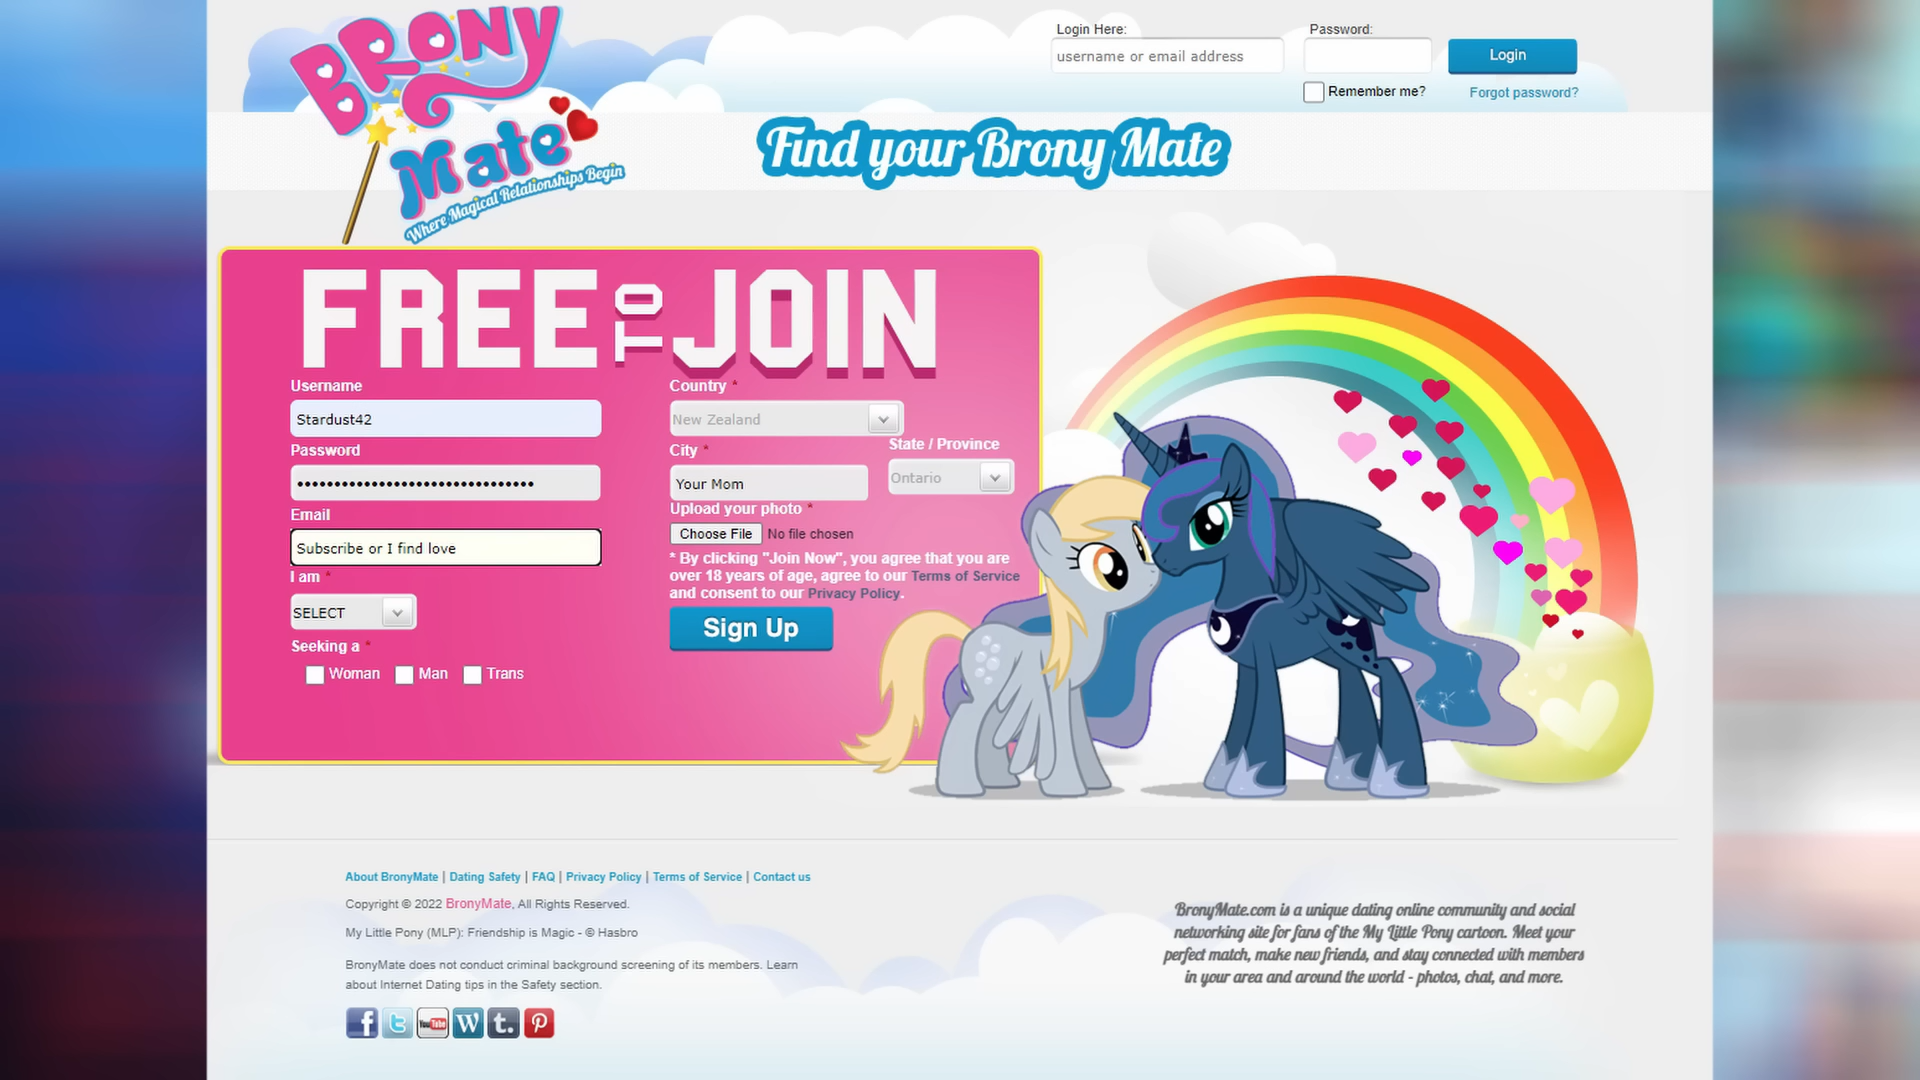 Brony
Mate
Where Magical Relationships Begin
Login Here:
Password:
username or email address
Login
Remember me?
Forgot password?
Find your Brony Mate
FREE TO JOIN
Username
Stardust42
Password
••••••••••••••••••••••••••••••••••
Email
Subscribe or I find love
I am *
SELECT
Seeking a *
Woman
Man
Trans
Country *
New Zealand
City *
State / Province
Your Mom
Ontario
Upload your photo *
Choose File No file chosen
* By clicking "Join Now", you agree that you are
over 18 years of age, agree to our Terms of Service
and consent to our Privacy Policy.
Sign Up
About BronyMate | Dating Safety | FAQ | Privacy Policy | Terms of Service | Contact us
Copyright © 2022 BronyMate, All Rights Reserved.
My Little Pony (MLP): Friendship is Magic - © Hasbro
BronyMate does not conduct criminal background screening of its members. Learn
about Internet Dating tips in the Safety section.
f t YouTube W t. P
BronyMate.com is a unique dating online community and social
networking site for fans of the My Little Pony cartoon. Meet your
perfect match, make new friends, and stay connected with members
in your area and around the world - photos, chat, and more.